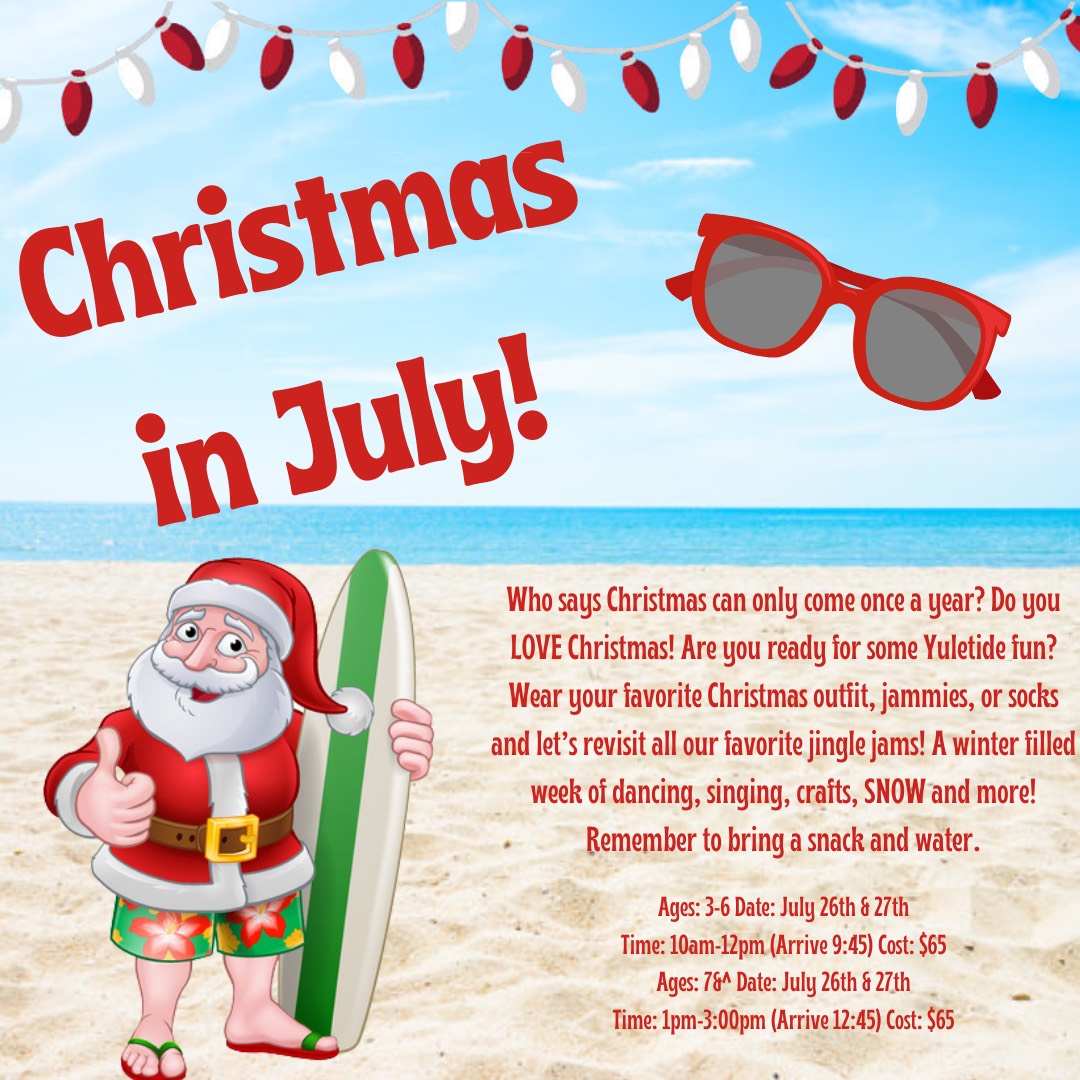 Christmas
in July!
Who says Christmas can only come once a year? Do you
LOVE Christmas! Are you ready for some Yuletide fun?
Wear your favorite Christmas outfit, jammies, or socks
and let's revisit all our favorite jingle jams! A winter filled
week of dancing, singing, crafts, SNOW and more!
Remember to bring a snack and water.
Ages: 3-6 Date: July 26th & 27th
Time: 10am-12pm (Arrive 9:45) Cost: $65
Ages: 7&^ Date: July 26th & 27th
Time: 1pm-3:00pm (Arrive 12:45) Cost: $65